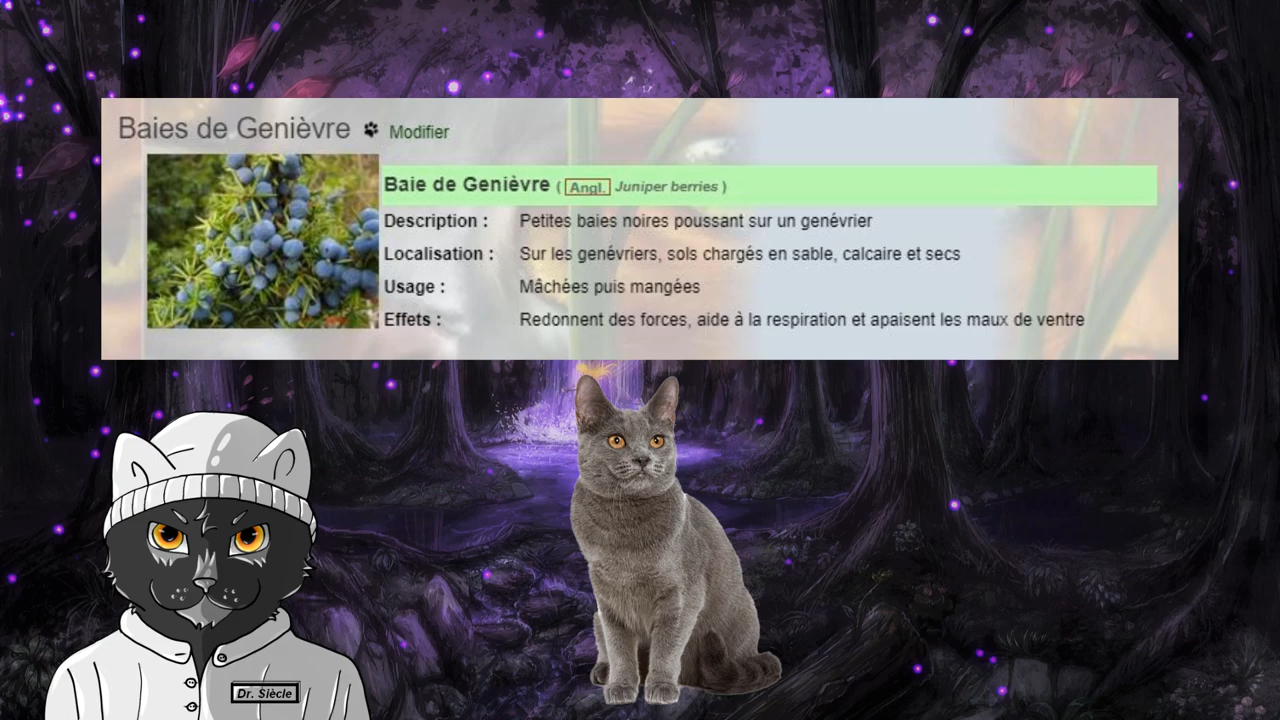 Baies de Genièvre Modifier
Baie de Genièvre ( Angl. Juniper berries )
Description : Petites baies noires poussant sur un genévrier
Localisation : Sur les genévriers, sols chargés en sable, calcaire et secs
Usage : Mâchées puis mangées
Effets : Redonnent des forces, aide à la respiration et apaisent les maux de ventre
Dr. Siècle